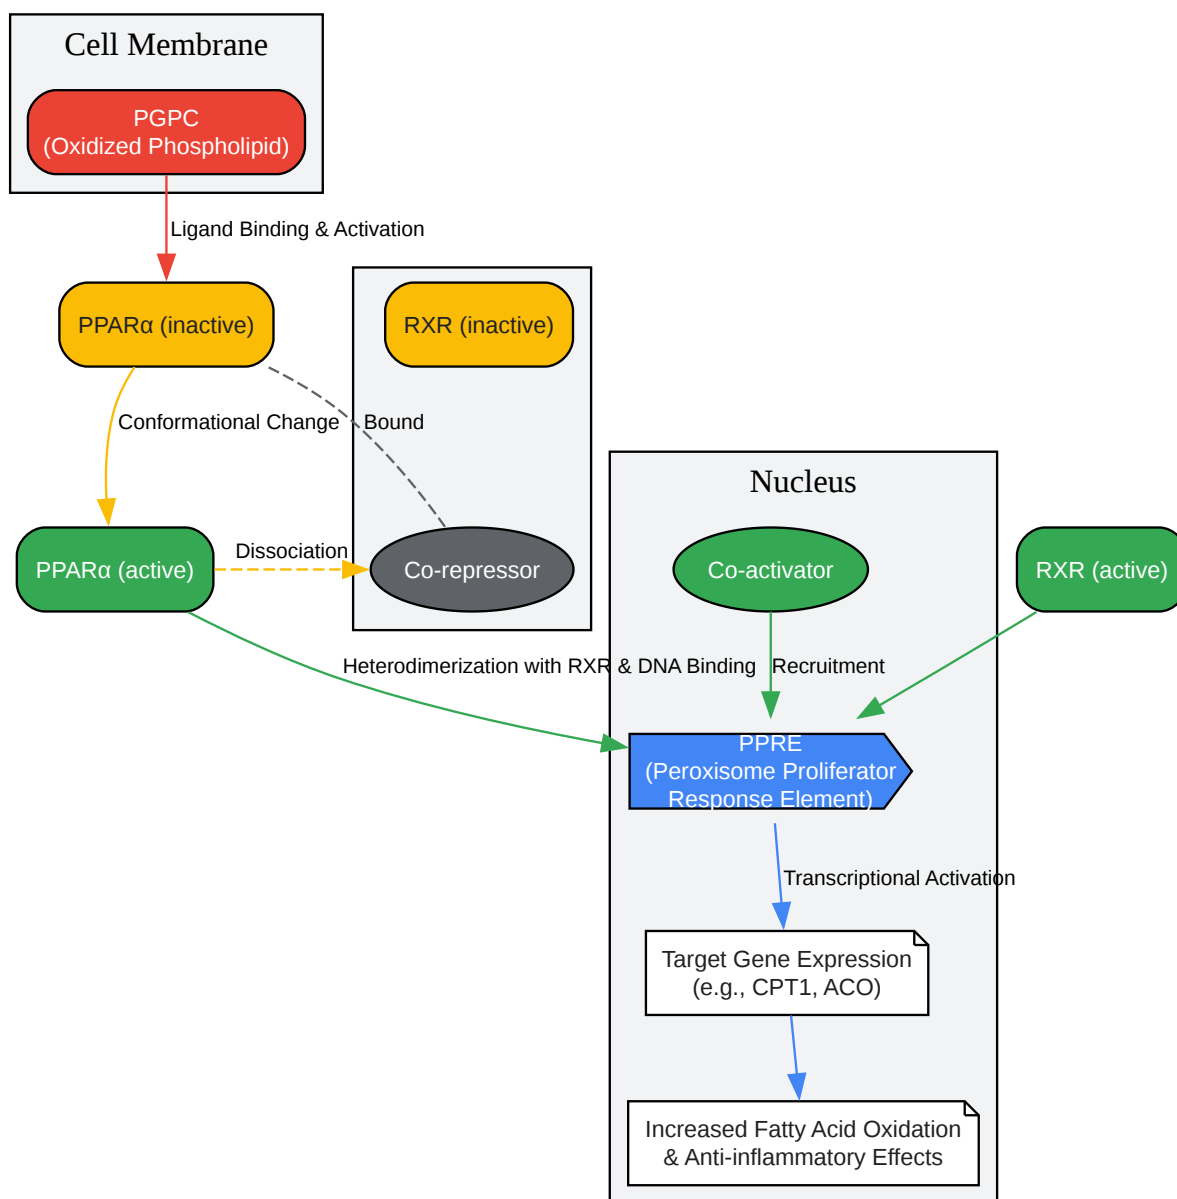 Cell Membrane
PGPC
(Oxidized Phospholipid)
Ligand Binding & Activation
PPARα (inactive)
RXR (inactive)
Conformational Change
Bound
Nucleus
PPARα (active)
Dissociation
Co-repressor
Co-activator
RXR (active)
Heterodimerization with RXR & DNA Binding
Recruitment
PPRE
(Peroxisome Proliferator
Response Element)
Transcriptional Activation
Target Gene Expression
(e.g., CPT1, ACO)
Increased Fatty Acid Oxidation
& Anti-inflammatory Effects